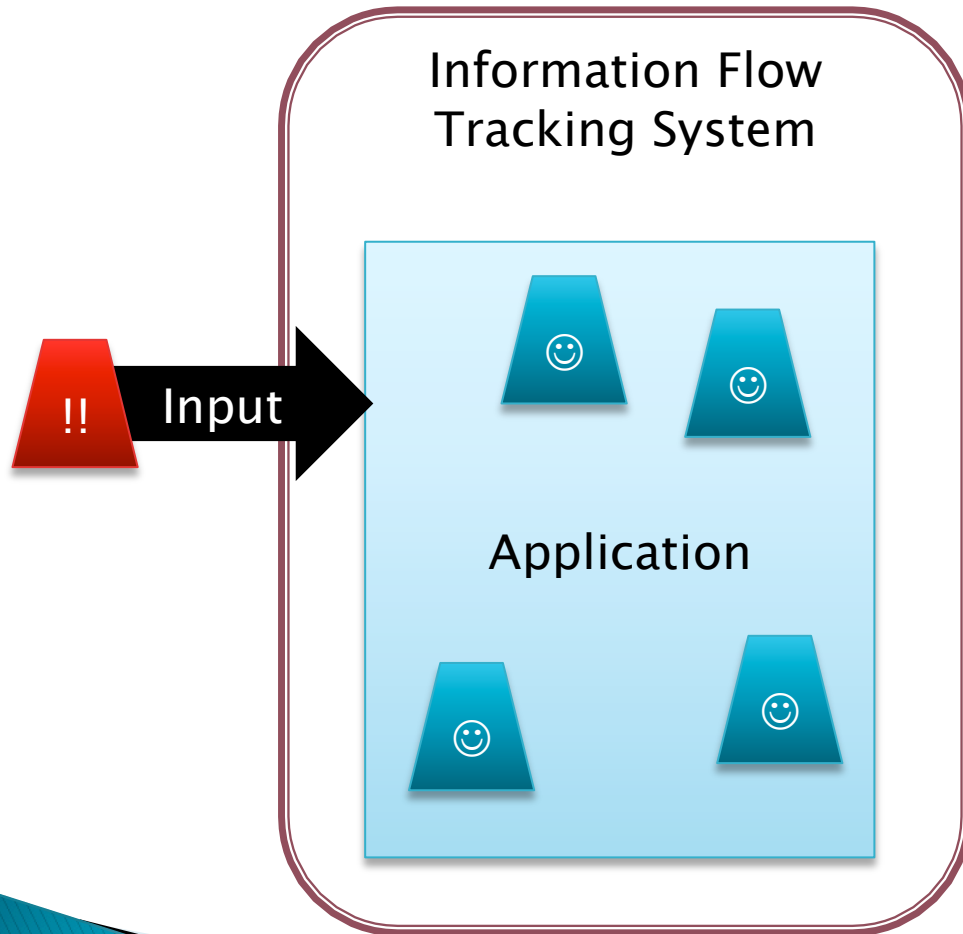 Information Flow
Tracking System
☺
☺
!!
Input
Application
☺
☺